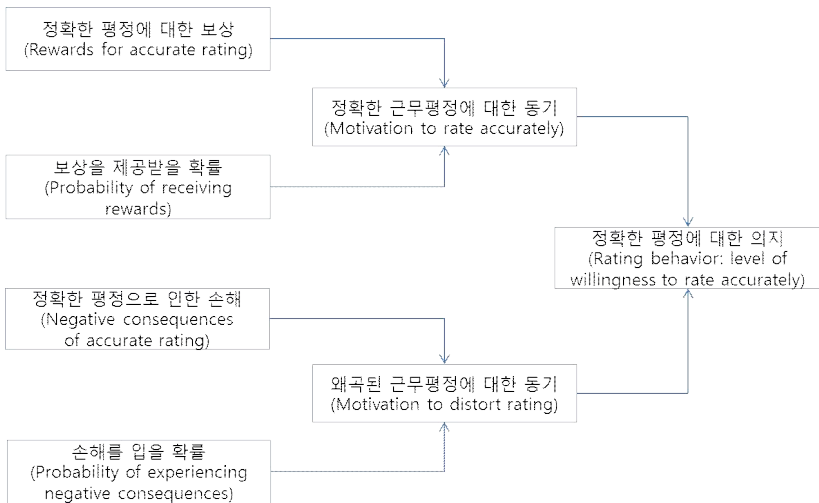 정확한 평정에 대한 보상
(Rewards for accurate rating)
정확한 근무평정에 대한 동기
(Motivation to rate accurately)
보상을 제공받을 확률
(Probability of receiving
rewards)
정확한 평정에 대한 의지
(Rating behavior: level of
willingness to rate accurately)
정확한 평정으로 인한 손해
(Negative consequences
of accurate rating)
왜곡된 근무평정에 대한 동기
(Motivation to distort rating)
손해를 입을 확률
(Probability of experiencing
negative consequences)